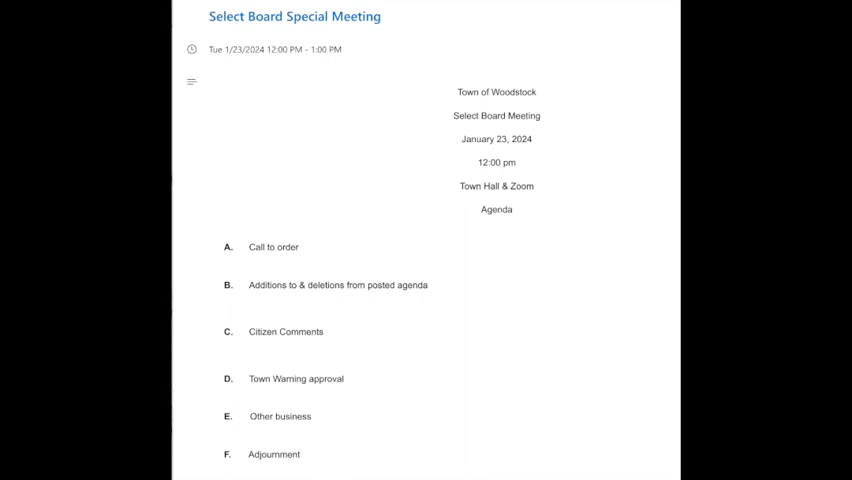 Select Board Special Meeting
Tue 1/23/2024 12:00 PM - 1:00 PM
Town of Woodstock
Select Board Meeting
January 23, 2024
12:00 pm
Town Hall & Zoom
Agenda
A. Call to order
B. Additions to & deletions from posted agenda
C. Citizen Comments
D. Town Warning approval
E. Other business
F. Adjournment